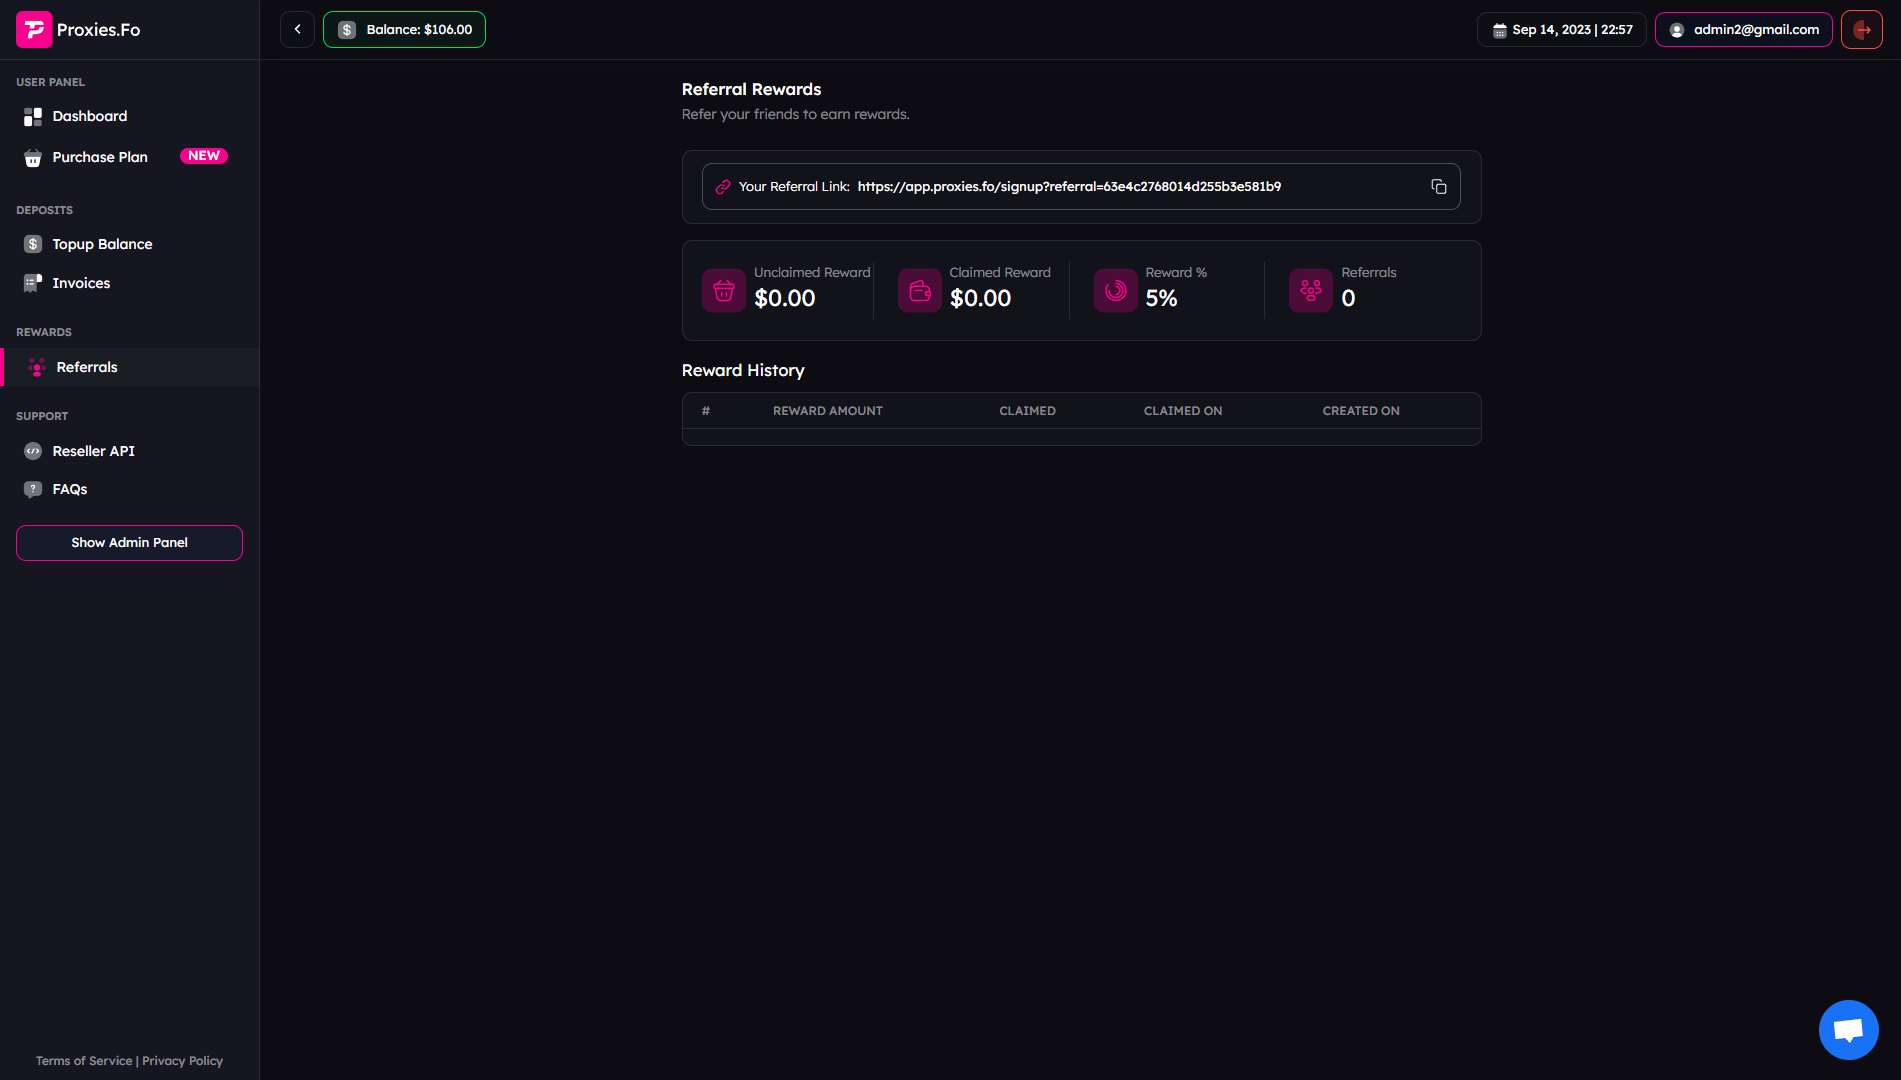 Proxies.Fo
USER PANEL
Dashboard
Purchase Plan NEW
DEPOSITS
$ Topup Balance
Invoices
REWARDS
Referrals
SUPPORT
</> Reseller API
? FAQs
Show Admin Panel
Terms of Service | Privacy Policy
$ Balance: $106.00
Sep 14, 2023 | 22:57
admin2@gmail.com
Referral Rewards
Refer your friends to earn rewards.
Your Referral Link: https://app.proxies.fo/signup?referral=63e4c2768014d255b3e581b9
Unclaimed Reward
$0.00
Claimed Reward
$0.00
Reward %
5%
Referrals
0
Reward History
# REWARD AMOUNT CLAIMED CLAIMED ON CREATED ON